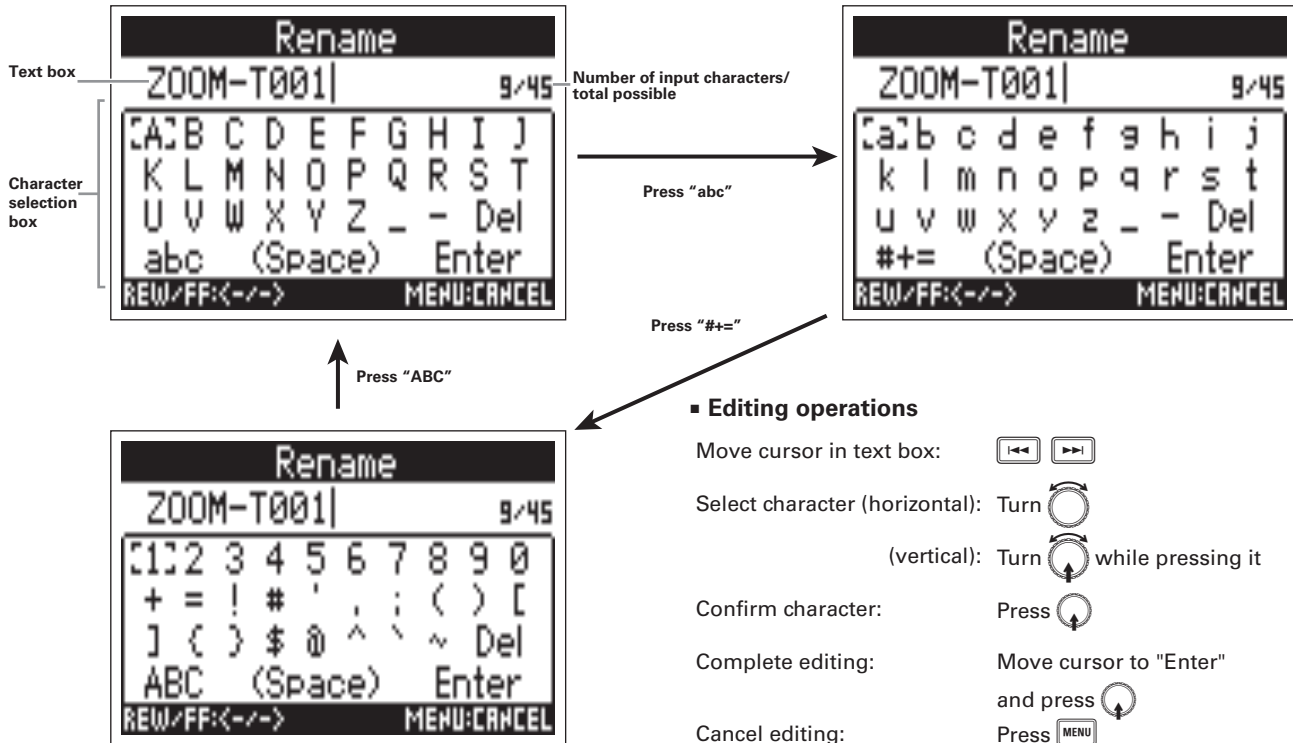 Rename
Text box
ZOOM-T001|
9/45
Number of input characters/
total possible
Character
selection
box
[A] B C D E F G H I J
K L M N O P Q R S T
U V W X Y Z _ - Del
abc (Space) Enter
REW/FF:<-/-> MENU:CANCEL
Press “abc”
Rename
ZOOM-T001|
9/45
[a] b c d e f g h i j
k l m n o p q r s t
u v w x y z _ - Del
#+= (Space) Enter
REW/FF:<-/-> MENU:CANCEL
Press “#+=”
Press “ABC”
Rename
ZOOM-T001|
9/45
[1] 2 3 4 5 6 7 8 9 0
+ = ! # ' , ; ( ) [
] { } $ @ ^ ` ~ Del
ABC (Space) Enter
REW/FF:<-/-> MENU:CANCEL
▪ Editing operations
Move cursor in text box:
Select character (horizontal): Turn
(vertical): Turn while pressing it
Confirm character: Press
Complete editing: Move cursor to "Enter"
and press
Cancel editing: Press MENU